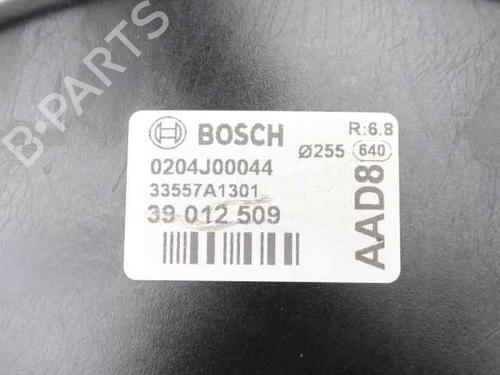 B-PARTS
BOSCH
R:6.8
Ø255 640
0204J00044
33557A1301
39 012 509
AAD8